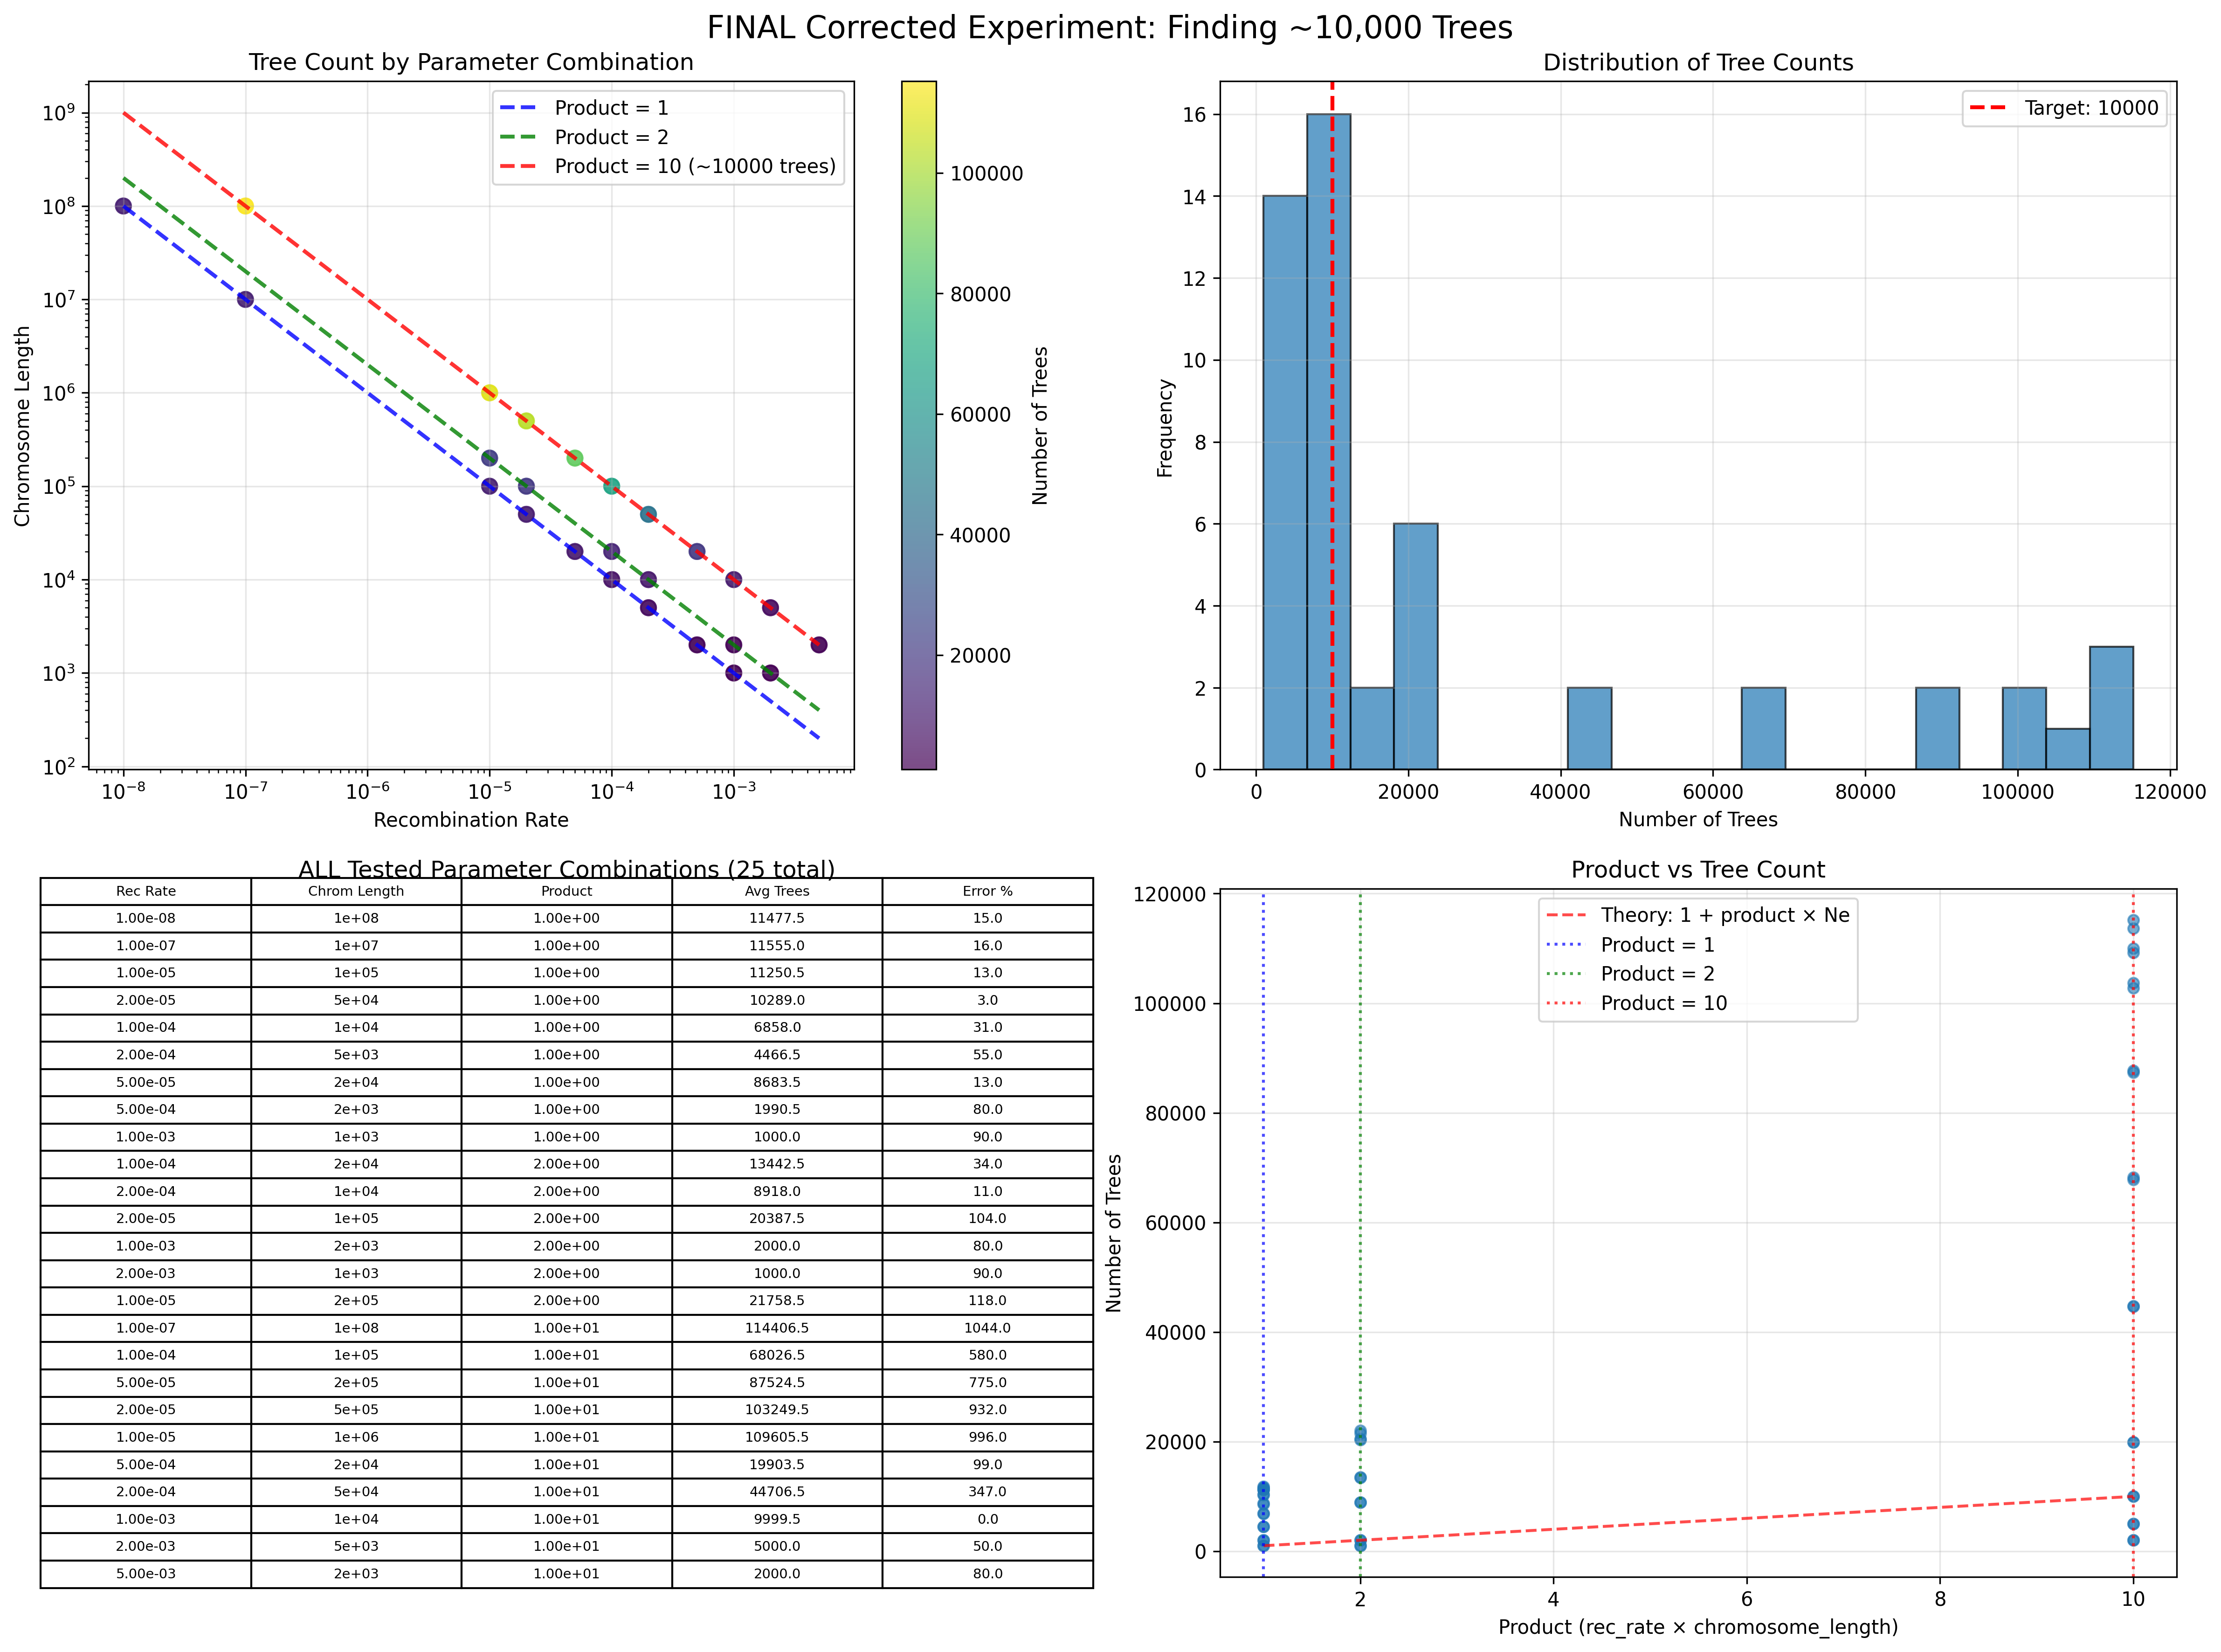 FINAL Corrected Experiment: Finding ~10,000 Trees
Tree Count by Parameter Combination
Product = 1
Product = 2
Product = 10 (~10000 trees)
10⁹
10⁸
10⁷
10⁶
10⁵
10⁴
10³
10²
Chromosome Length
10⁻⁸ 10⁻⁷ 10⁻⁶ 10⁻⁵ 10⁻⁴ 10⁻³
Recombination Rate
100000
80000
60000
40000
20000
Number of Trees
Distribution of Tree Counts
Target: 10000
16
14
12
10
8
6
4
2
0
Frequency
0 20000 40000 60000 80000 100000 120000
Number of Trees
ALL Tested Parameter Combinations (25 total)
Rec Rate Chrom Length Product Avg Trees Error %
1.00e-08 1e+08 1.00e+00 11477.5 15.0
1.00e-07 1e+07 1.00e+00 11555.0 16.0
1.00e-05 1e+05 1.00e+00 11250.5 13.0
2.00e-05 5e+04 1.00e+00 10289.0 3.0
1.00e-04 1e+04 1.00e+00 6858.0 31.0
2.00e-04 5e+03 1.00e+00 4466.5 55.0
5.00e-05 2e+04 1.00e+00 8683.5 13.0
5.00e-04 2e+03 1.00e+00 1990.5 80.0
1.00e-03 1e+03 1.00e+00 1000.0 90.0
1.00e-04 2e+04 2.00e+00 13442.5 34.0
2.00e-04 1e+04 2.00e+00 8918.0 11.0
2.00e-05 1e+05 2.00e+00 20387.5 104.0
1.00e-03 2e+03 2.00e+00 2000.0 80.0
2.00e-03 1e+03 2.00e+00 1000.0 90.0
1.00e-05 2e+05 2.00e+00 21758.5 118.0
1.00e-07 1e+08 1.00e+01 114406.5 1044.0
1.00e-04 1e+05 1.00e+01 68026.5 580.0
5.00e-05 2e+05 1.00e+01 87524.5 775.0
2.00e-05 5e+05 1.00e+01 103249.5 932.0
1.00e-05 1e+06 1.00e+01 109605.5 996.0
5.00e-04 2e+04 1.00e+01 19903.5 99.0
2.00e-04 5e+04 1.00e+01 44706.5 347.0
1.00e-03 1e+04 1.00e+01 9999.5 0.0
2.00e-03 5e+03 1.00e+01 5000.0 50.0
5.00e-03 2e+03 1.00e+01 2000.0 80.0
Product vs Tree Count
Theory: 1 + product × Ne
Product = 1
Product = 2
Product = 10
120000
100000
80000
60000
40000
20000
0
Number of Trees
2 4 6 8 10
Product (rec_rate × chromosome_length)